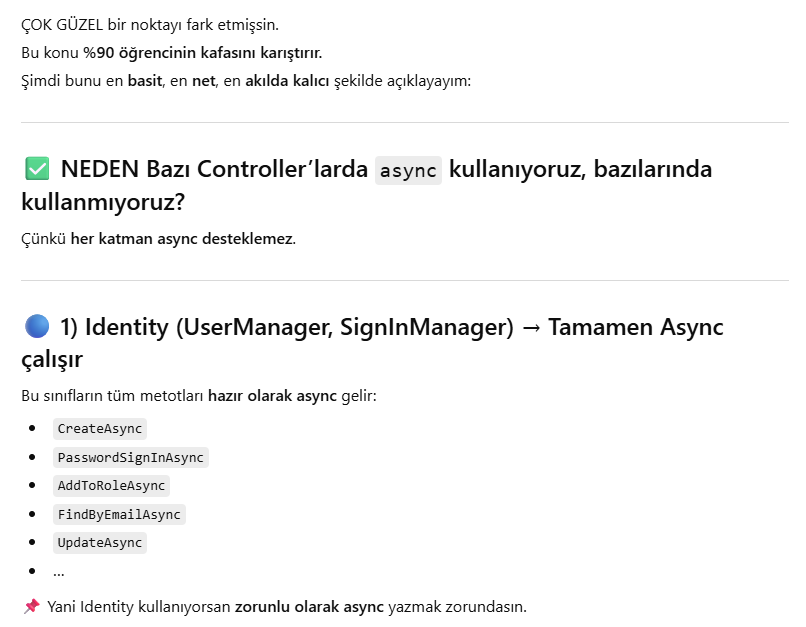 ÇOK GÜZEL bir noktayı fark etmişsin.
Bu konu %90 öğrencinin kafasını karıştırır.
Şimdi bunu en basit, en net, en akılda kalıcı şekilde açıklayayım:
✅ NEDEN Bazı Controller’larda async kullanıyoruz, bazılarında
kullanmıyoruz?
Çünkü her katman async desteklemez.
🔵 1) Identity (UserManager, SignInManager) → Tamamen Async
çalışır
Bu sınıfların tüm metotları hazır olarak async gelir:
• CreateAsync
• PasswordSignInAsync
• AddToRoleAsync
• FindByEmailAsync
• UpdateAsync
• ...
📌 Yani Identity kullanıyorsan zorunlu olarak async yazmak zorundasın.